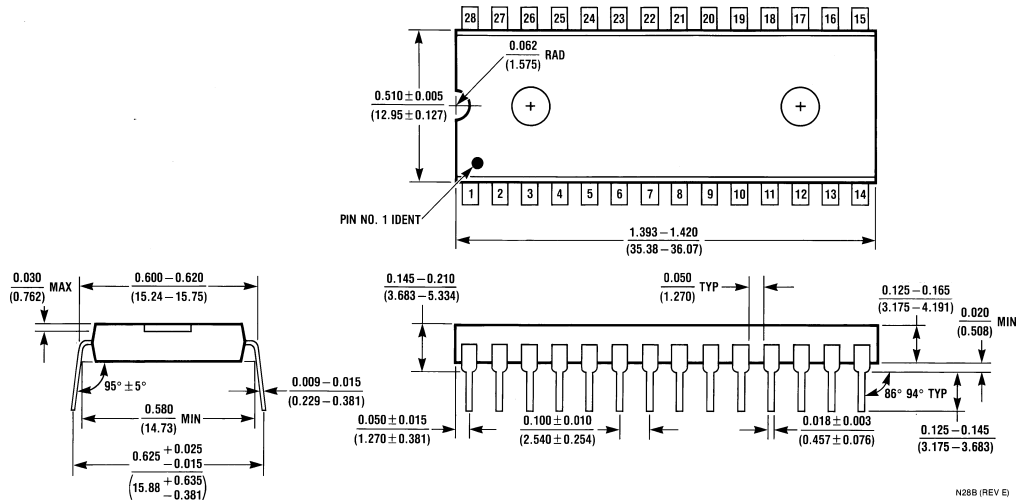 28 27 26 25 24 23 22 21 20 19 18 17 16 15
0.062
(1.575)
RAD
0.510 ± 0.005
(12.95 ± 0.127)
PIN NO. 1 IDENT
1 2 3 4 5 6 7 8 9 10 11 12 13 14
1.393 – 1.420
(35.38 – 36.07)
0.030
(0.762)
MAX
0.600 – 0.620
(15.24 – 15.75)
95° ± 5°
0.009 – 0.015
(0.229 – 0.381)
0.580
(14.73)
MIN
0.625 + 0.025
– 0.015
(15.88 + 0.635
– 0.381)
0.145 – 0.210
(3.683 – 5.334)
0.050
(1.270)
TYP
0.125 – 0.165
(3.175 – 4.191)
0.020
(0.508)
MIN
86° 94° TYP
0.050 ± 0.015
(1.270 ± 0.381)
0.100 ± 0.010
(2.540 ± 0.254)
0.018 ± 0.003
(0.457 ± 0.076)
0.125 – 0.145
(3.175 – 3.683)
N28B (REV E)